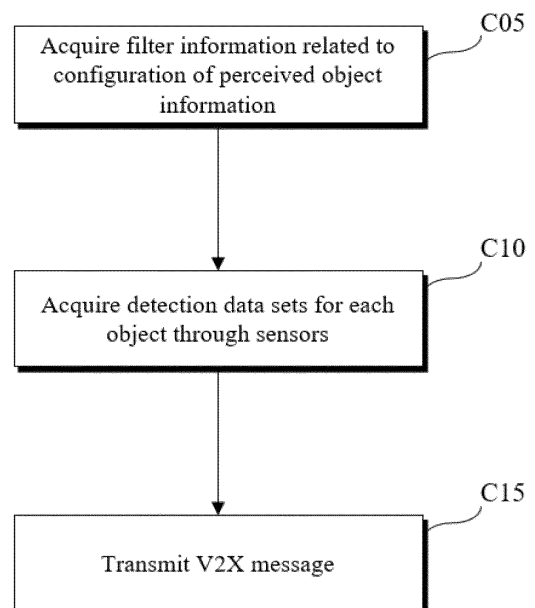 C05
Acquire filter information related to
configuration of perceived object
information
C10
Acquire detection data sets for each
object through sensors
C15
Transmit V2X message